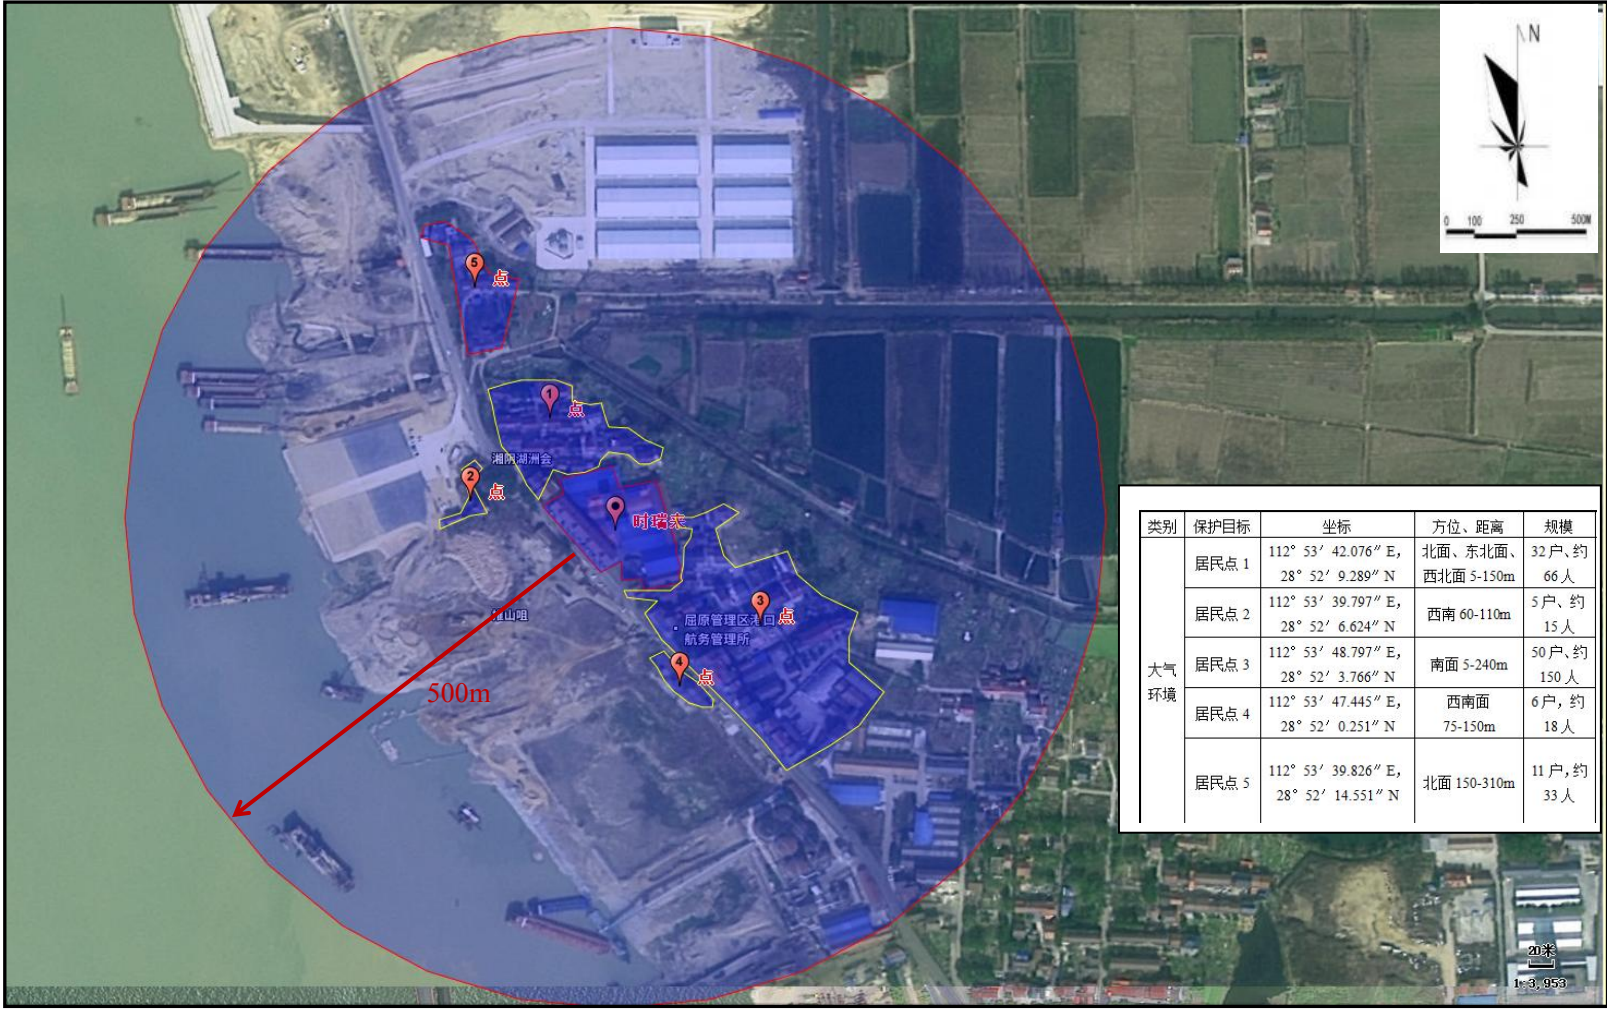 N
0 100 250 500M
5
点
1
点
湘阴湖洲会
2
点
时瑞来
3
点
屈原管理区港口
航务管理所
山咀
4
点
500m
类别 保护目标 坐标 方位、距离 规模
大气
环境
居民点 1 112° 53′ 42.076″ E,
28° 52′ 9.289″ N 北面、东北面、
西北面 5-150m 32 户、约
66 人
居民点 2 112° 53′ 39.797″ E,
28° 52′ 6.624″ N 西南 60-110m 5 户、约
15 人
居民点 3 112° 53′ 48.797″ E,
28° 52′ 3.766″ N 南面 5-240m 50 户、约
150 人
居民点 4 112° 53′ 47.445″ E,
28° 52′ 0.251″ N 西南面
75-150m 6 户，约
18 人
居民点 5 112° 53′ 39.826″ E,
28° 52′ 14.551″ N 北面 150-310m 11 户，约
33 人
20米
1:3,953